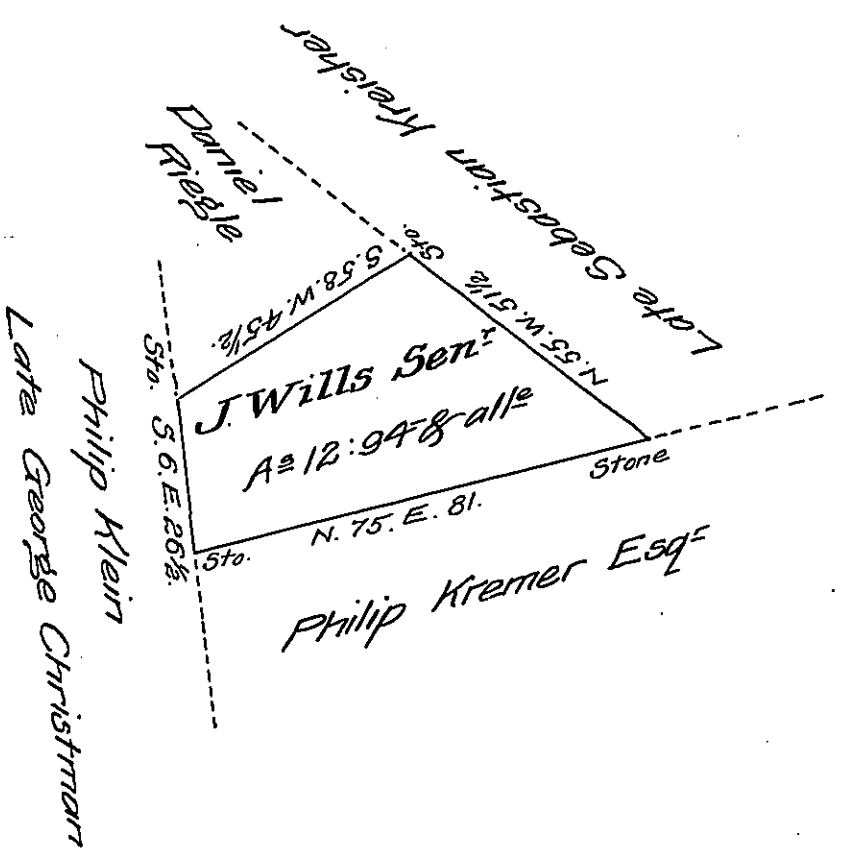 Late Sebastian Kreisher
Daniel
Riegle
Sto.
S. 58. W. 45½.
N. 55. W. 51½
J. Wills Senr
As 12: 94 & alle
Sto.
S. 6. E. 26½.
Sto.
N. 75. E. 81.
Stone
Philip Kremer Esqr
Philip Klein
Late George Christman